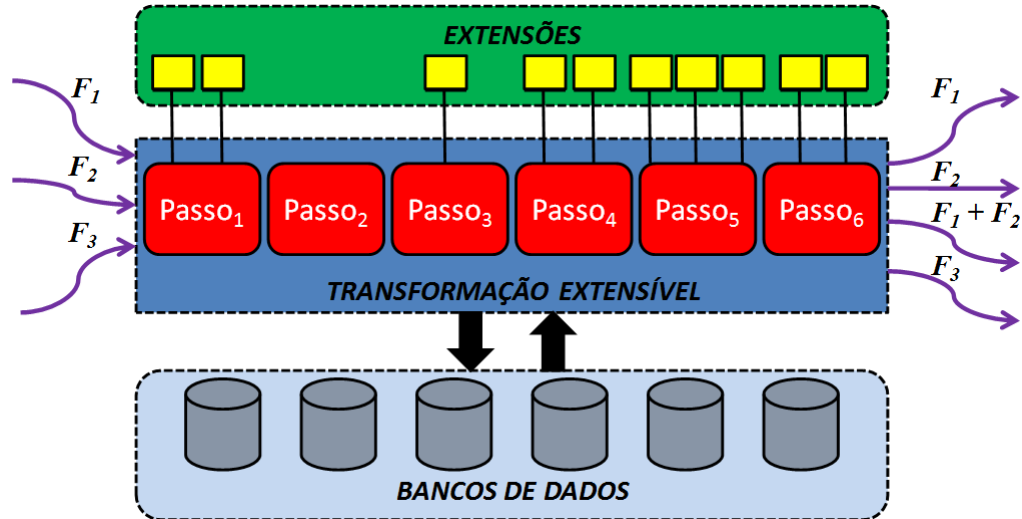 EXTENSÕES
F₁
F₂
F₃
Passo₁
Passo₂
Passo₃
Passo₄
Passo₅
Passo₆
F₁
F₂
F₁ + F₂
F₃
TRANSFORMAÇÃO EXTENSÍVEL
BANCOS DE DADOS